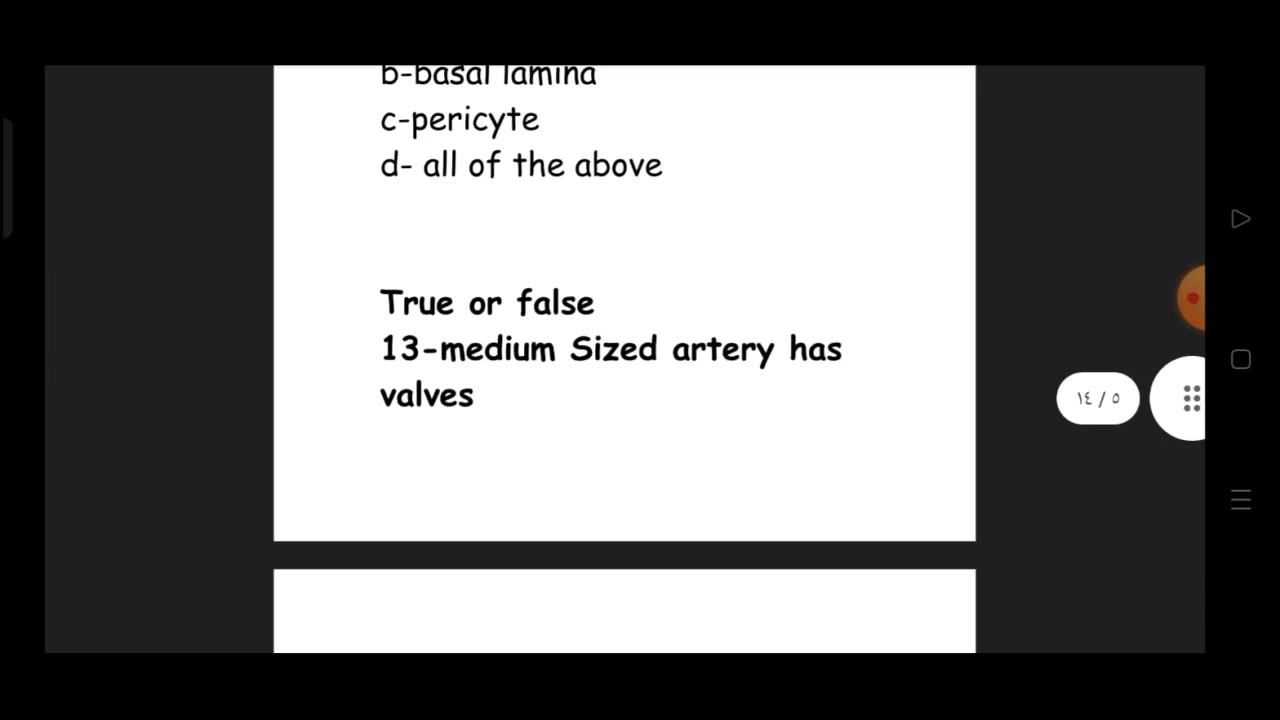 b-basal lamina
c-pericyte
d- all of the above
True or false
13-medium Sized artery has
valves
١٤ / ٥